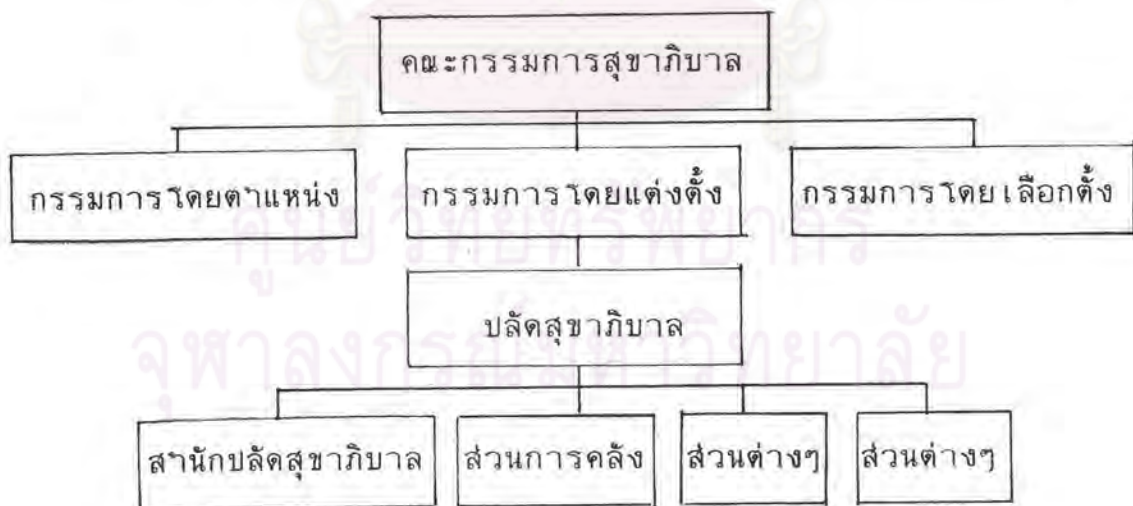 คณะกรรมการสุขาภิบาล
กรรมการโดยตำแหน่ง กรรมการโดยแต่งตั้ง กรรมการโดยเลือกตั้ง
ศูนย์วิทยทรัพยากร
ปลัดสุขาภิบาล
จุฬาลงกรณ์มหาวิทยาลัย
สำนักปลัดสุขาภิบาล ส่วนการคลัง ส่วนต่างๆ ส่วนต่างๆ